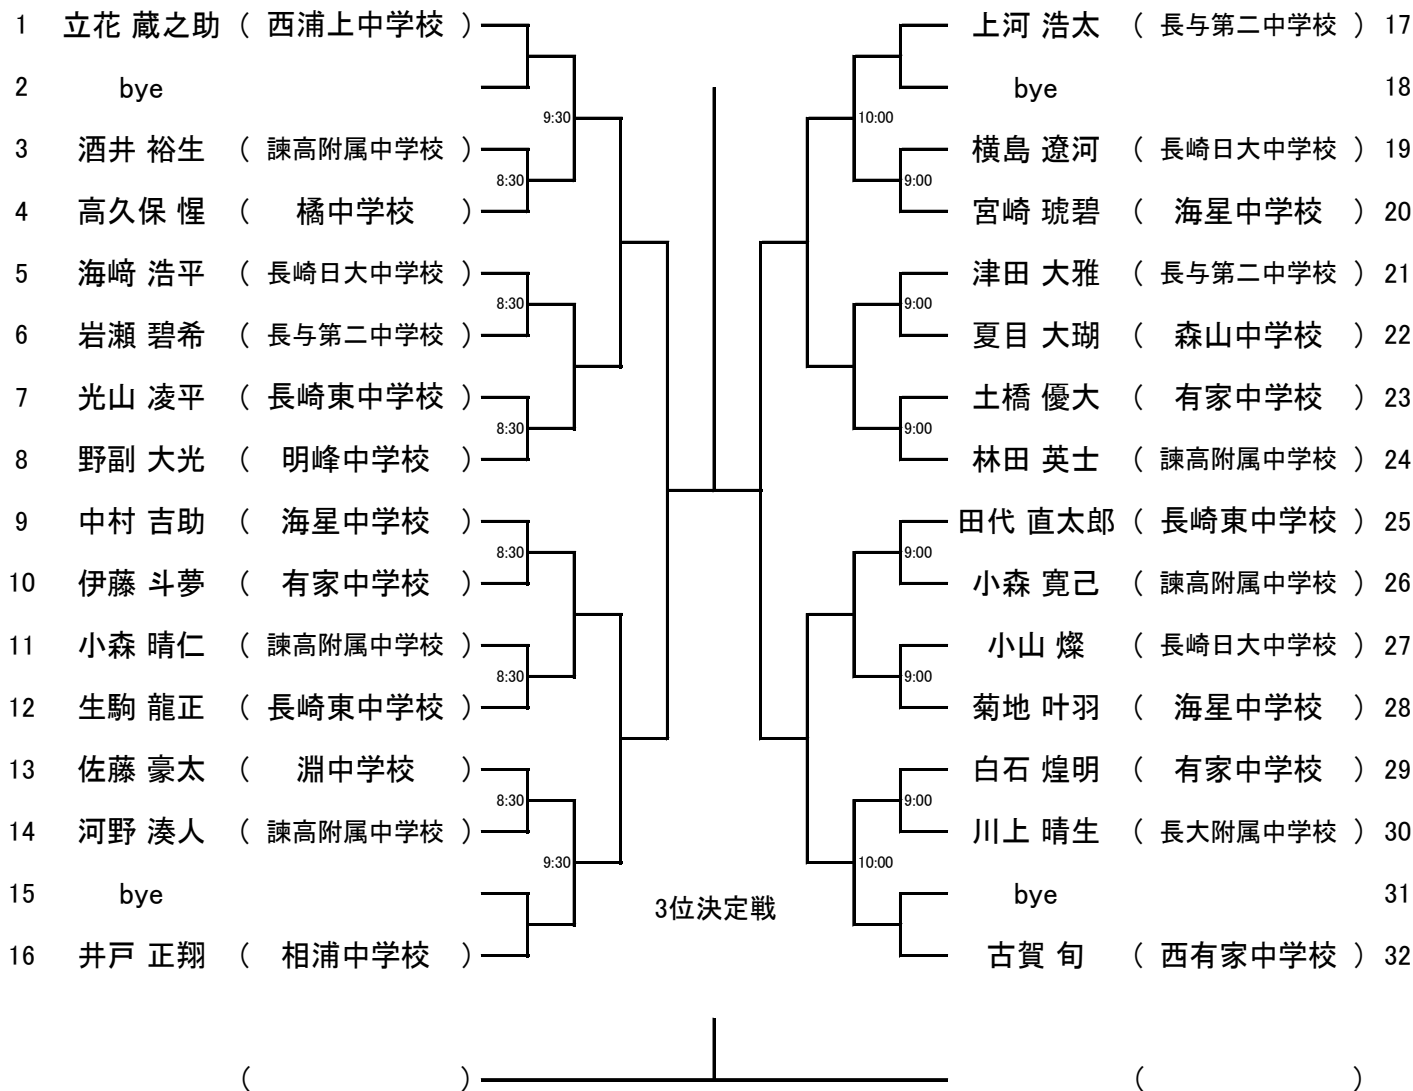 1 立花 蔵之助 ( 西浦上中学校 ) 上河 浩太 ( 長与第二中学校 ) 17
2 bye bye 18
9:30 10:00
3 酒井 裕生 ( 諫高附属中学校 ) 横島 遼河 ( 長崎日大中学校 ) 19
8:30 9:00
4 高久保 惺 ( 橘中学校 ) 宮崎 琥碧 ( 海星中学校 ) 20
5 海﨑 浩平 ( 長崎日大中学校 ) 津田 大雅 ( 長与第二中学校 ) 21
8:30 9:00
6 岩瀬 碧希 ( 長与第二中学校 ) 夏目 大瑚 ( 森山中学校 ) 22
7 光山 凌平 ( 長崎東中学校 ) 土橋 優大 ( 有家中学校 ) 23
8:30 9:00
8 野副 大光 ( 明峰中学校 ) 林田 英士 ( 諫高附属中学校 ) 24
9 中村 吉助 ( 海星中学校 ) 田代 直太郎 ( 長崎東中学校 ) 25
8:30 9:00
10 伊藤 斗夢 ( 有家中学校 ) 小森 寛己 ( 諫高附属中学校 ) 26
11 小森 晴仁 ( 諫高附属中学校 ) 小山 燦 ( 長崎日大中学校 ) 27
8:30 9:00
12 生駒 龍正 ( 長崎東中学校 ) 菊地 叶羽 ( 海星中学校 ) 28
13 佐藤 豪太 ( 淵中学校 ) 白石 煌明 ( 有家中学校 ) 29
8:30 9:00
14 河野 湊人 ( 諫高附属中学校 ) 川上 晴生 ( 長大附属中学校 ) 30
9:30 10:00
15 bye bye 31
3位決定戦
16 井戸 正翔 ( 相浦中学校 ) 古賀 旬 ( 西有家中学校 ) 32
( ) ( )